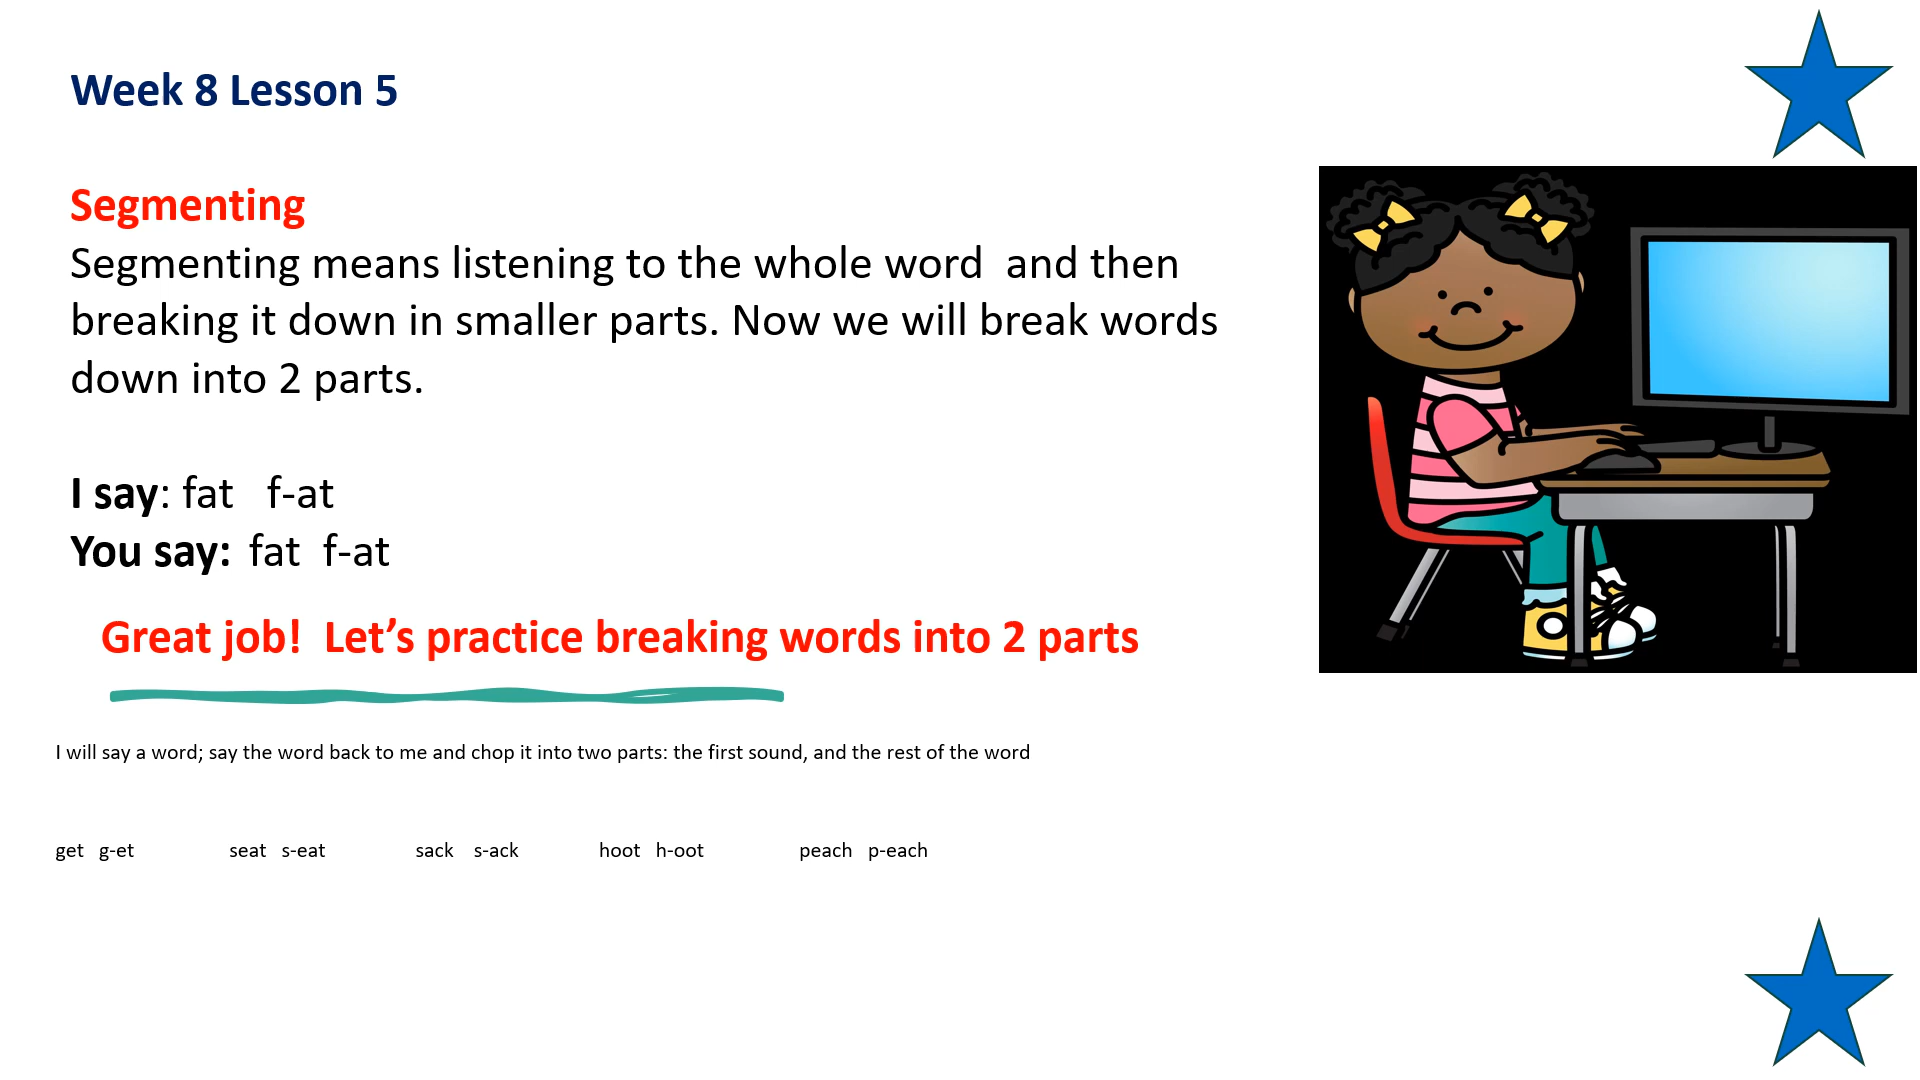 Week 8 Lesson 5
Segmenting
Segmenting means listening to the whole word  and then
breaking it down in smaller parts. Now we will break words
down into 2 parts.
I say: fat   f-at
You say:  fat  f-at
Great job!  Let’s practice breaking words into 2 parts
I will say a word; say the word back to me and chop it into two parts: the first sound, and the rest of the word
get   g-et   seat   s-eat   sack    s-ack   hoot   h-oot   peach   p-each